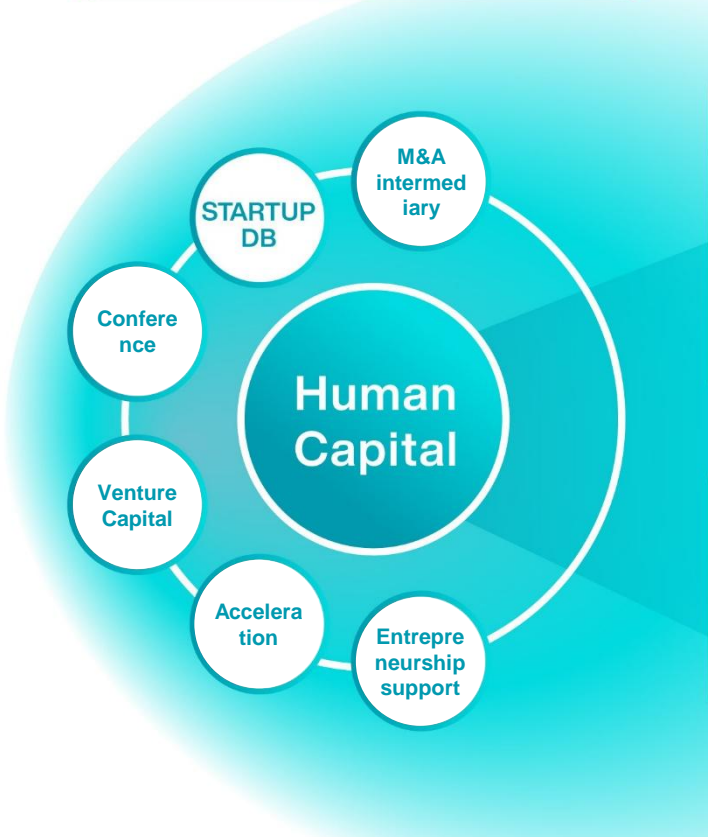 M&A
intermed
iary
STARTUP
DB
Confere
nce
Human
Capital
Venture
Capital
Accelera
tion
Entrepre
neurship
support